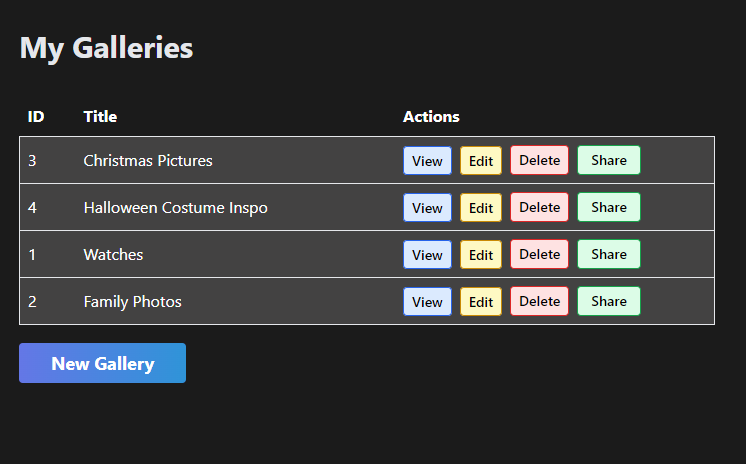 My Galleries
ID Title Actions
3 Christmas Pictures View Edit Delete Share
4 Halloween Costume Inspo View Edit Delete Share
1 Watches View Edit Delete Share
2 Family Photos View Edit Delete Share
New Gallery